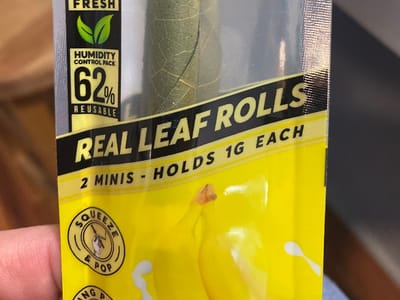 FRESH
HUMIDITY
CONTROL PACK
62%
REUSABLE
REAL LEAF ROLLS
2 MINIS - HOLDS 1G EACH
SQUEEZE
& POP